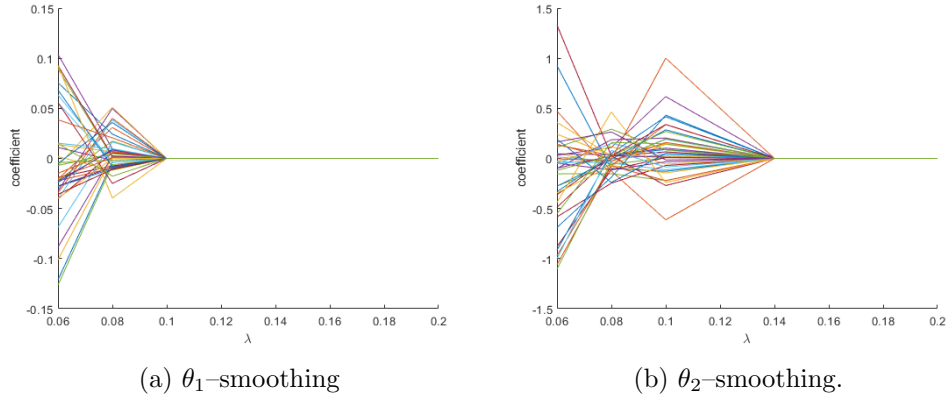 0.15
0.1
0.05
0
-0.05
-0.1
-0.15
coefficient
0.06 0.08 0.1 0.12 0.14 0.16 0.18 0.2
λ
(a) θ₁–smoothing
1.5
1
0.5
0
-0.5
-1
-1.5
coefficient
0.06 0.08 0.1 0.12 0.14 0.16 0.18 0.2
λ
(b) θ₂–smoothing.